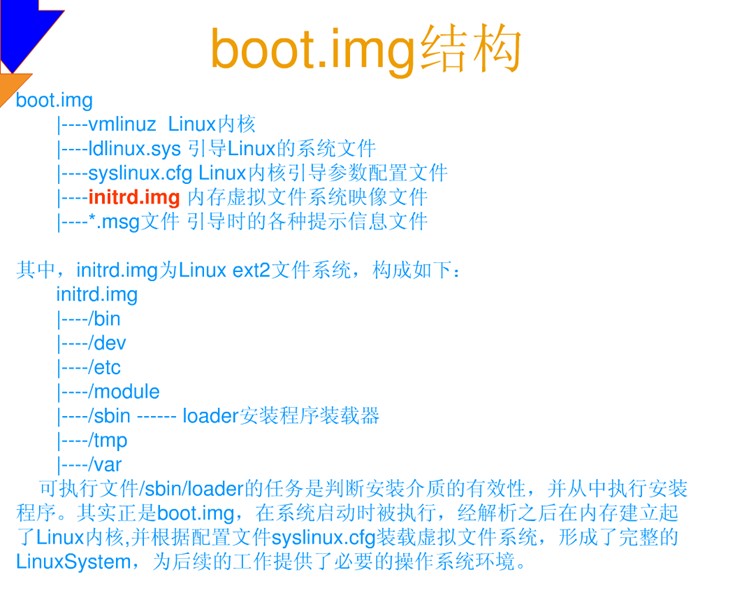 boot.img结构
boot.img
|----vmlinuz  Linux内核
|----ldlinux.sys 引导Linux的系统文件
|----syslinux.cfg Linux内核引导参数配置文件
|----initrd.img 内存虚拟文件系统映像文件
|----*.msg文件 引导时的各种提示信息文件
其中，initrd.img为Linux ext2文件系统，构成如下：
initrd.img
|----/bin
|----/dev
|----/etc
|----/module
|----/sbin ------ loader安装程序装载器
|----/tmp
|----/var
可执行文件/sbin/loader的任务是判断安装介质的有效性，并从中执行安装
程序。其实正是boot.img，在系统启动时被执行，经解析之后在内存建立起
了Linux内核,并根据配置文件syslinux.cfg装载虚拟文件系统，形成了完整的
LinuxSystem，为后续的工作提供了必要的操作系统环境。